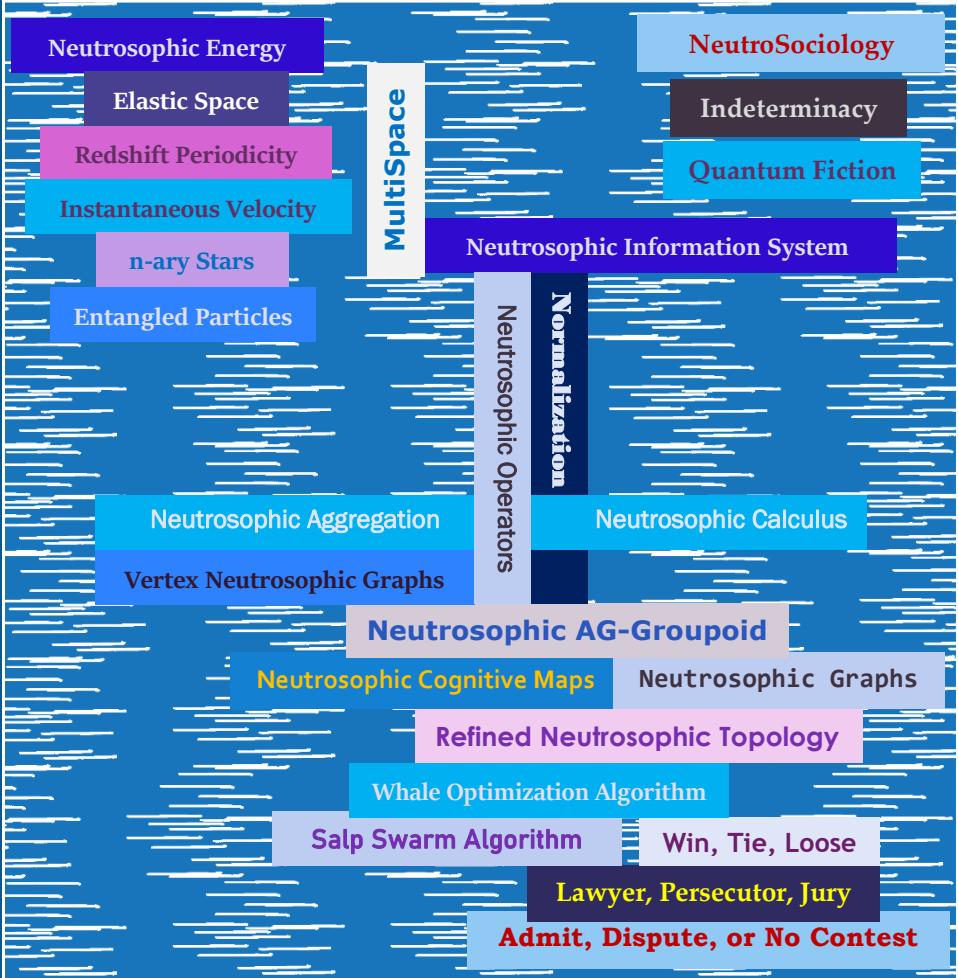 Neutrosophic Energy
Elastic Space
Redshift Periodicity
Instantaneous Velocity
n-ary Stars
Entangled Particles
MultiSpace
NeutroSociology
Indeterminacy
Quantum Fiction
Neutrosophic Information System
Neutrosophic Operators
Normalization
Neutrosophic Aggregation
Neutrosophic Calculus
Vertex Neutrosophic Graphs
Neutrosophic AG-Groupoid
Neutrosophic Cognitive Maps
Neutrosophic Graphs
Refined Neutrosophic Topology
Whale Optimization Algorithm
Salp Swarm Algorithm
Win, Tie, Loose
Lawyer, Persecutor, Jury
Admit, Dispute, or No Contest